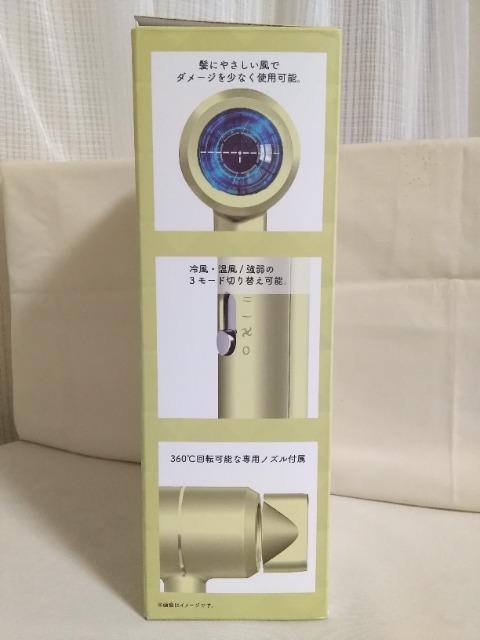 髪にやさしい風で
ダメージを少なく使用可能。
冷風・温風/強弱の
3モード切り替え可能。
0
360℃回転可能な専用ノズル付属
※画像はイメージです。